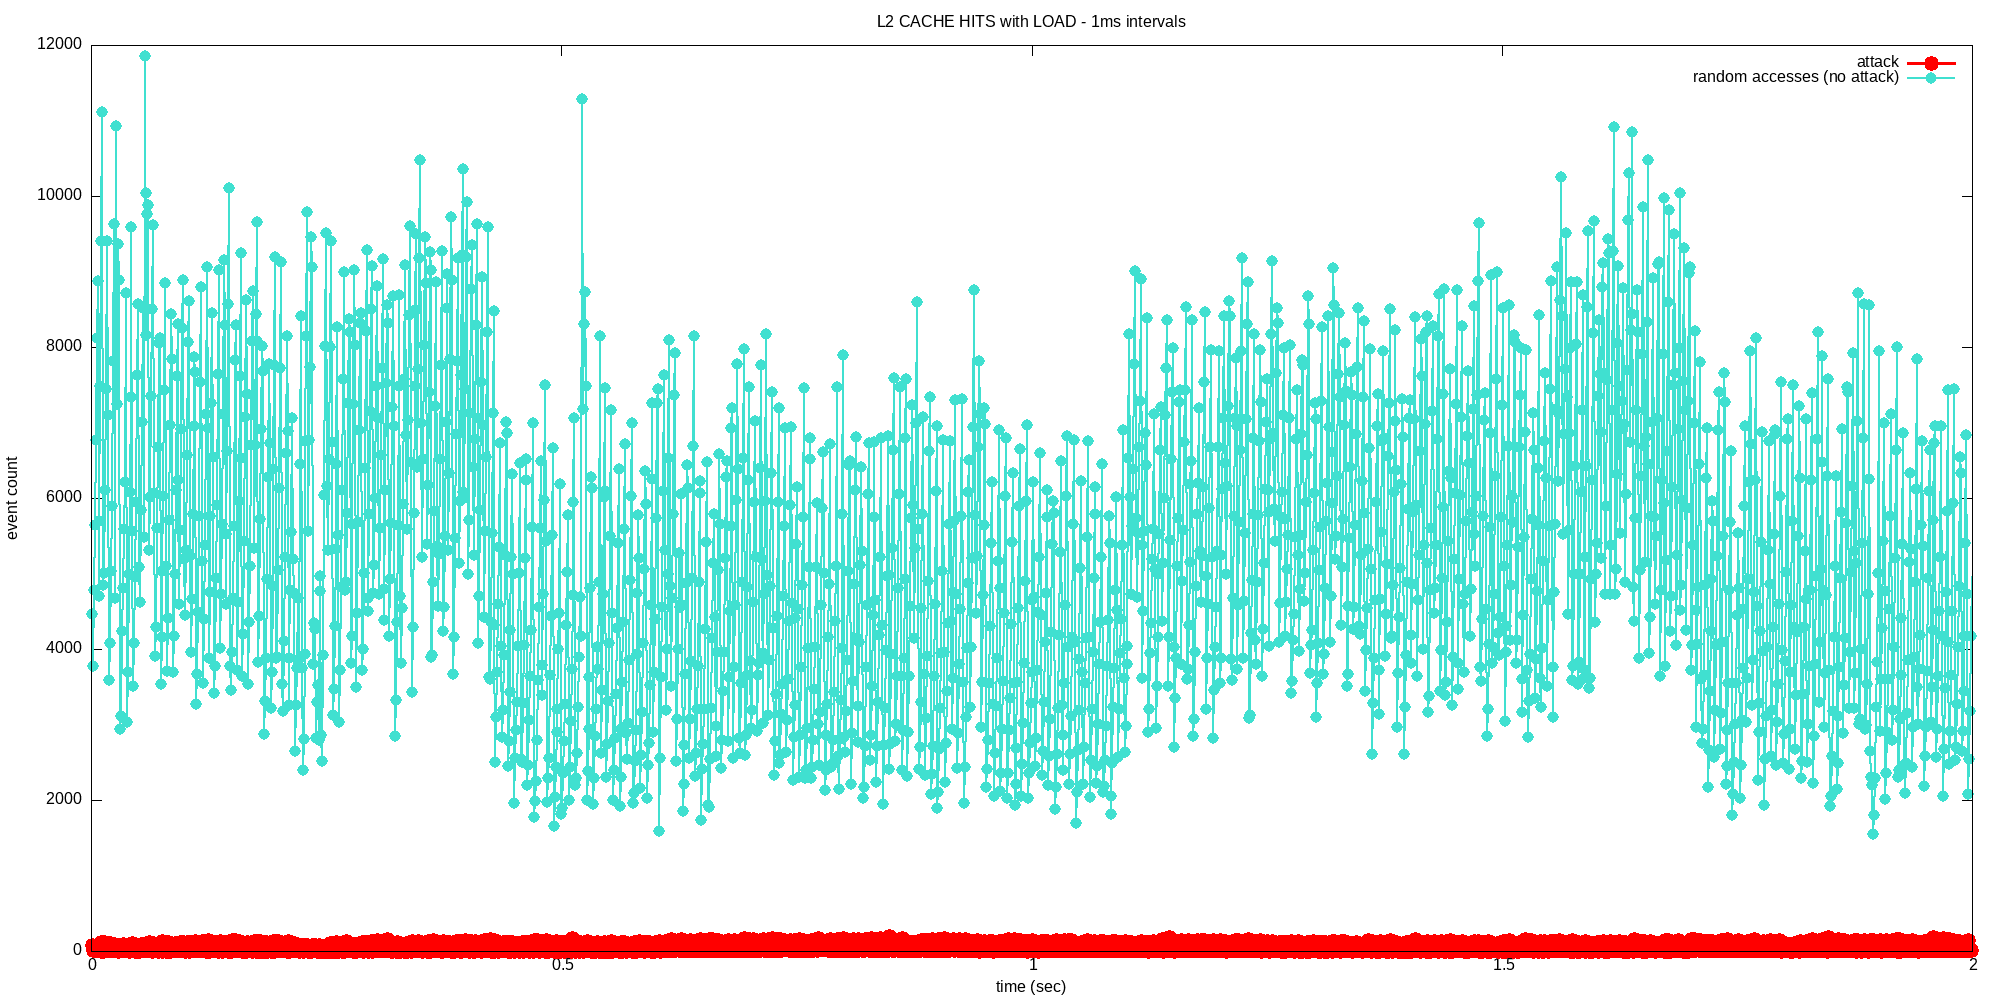 L2 CACHE HITS with LOAD - 1ms intervals
12000
10000
8000
6000
4000
2000
0
event count
attack
random accesses (no attack)
0
0.5
1
1.5
2
time (sec)